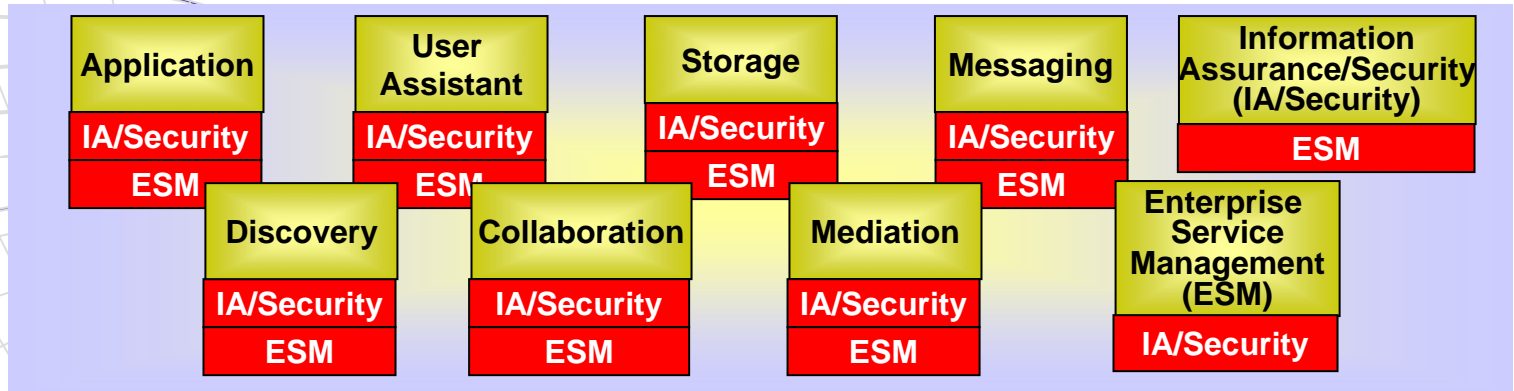 Application
IA/Security
ESM
User
Assistant
IA/Security
ESM
Storage
IA/Security
ESM
Messaging
IA/Security
ESM
Information
Assurance/Security
(IA/Security)
ESM
Discovery
IA/Security
ESM
Collaboration
IA/Security
ESM
Mediation
IA/Security
ESM
Enterprise
Service
Management
(ESM)
IA/Security